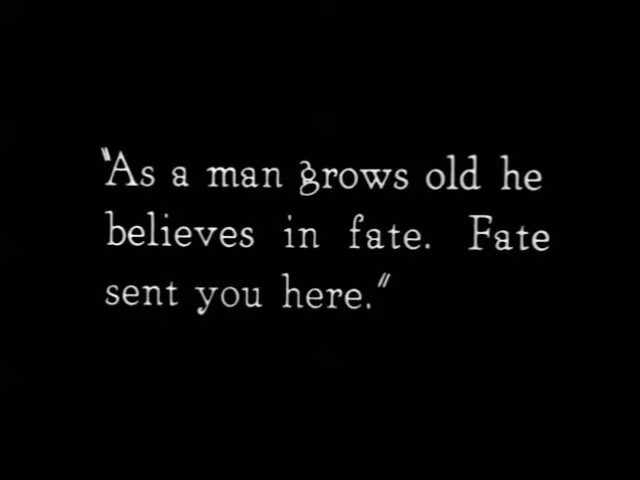 "As a man grows old he
believes in fate. Fate
sent you here."